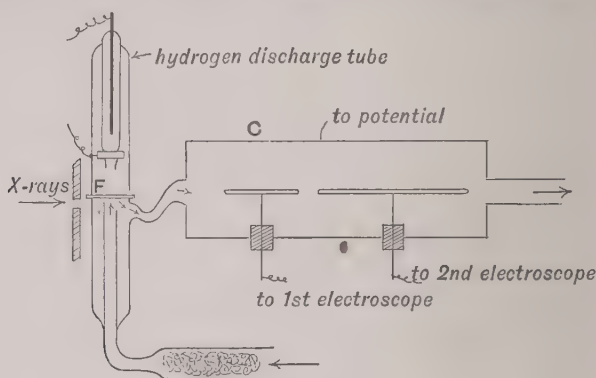 hydrogen discharge tube
C
to potential
X-rays
F
to 2nd electroscope
to 1st electroscope